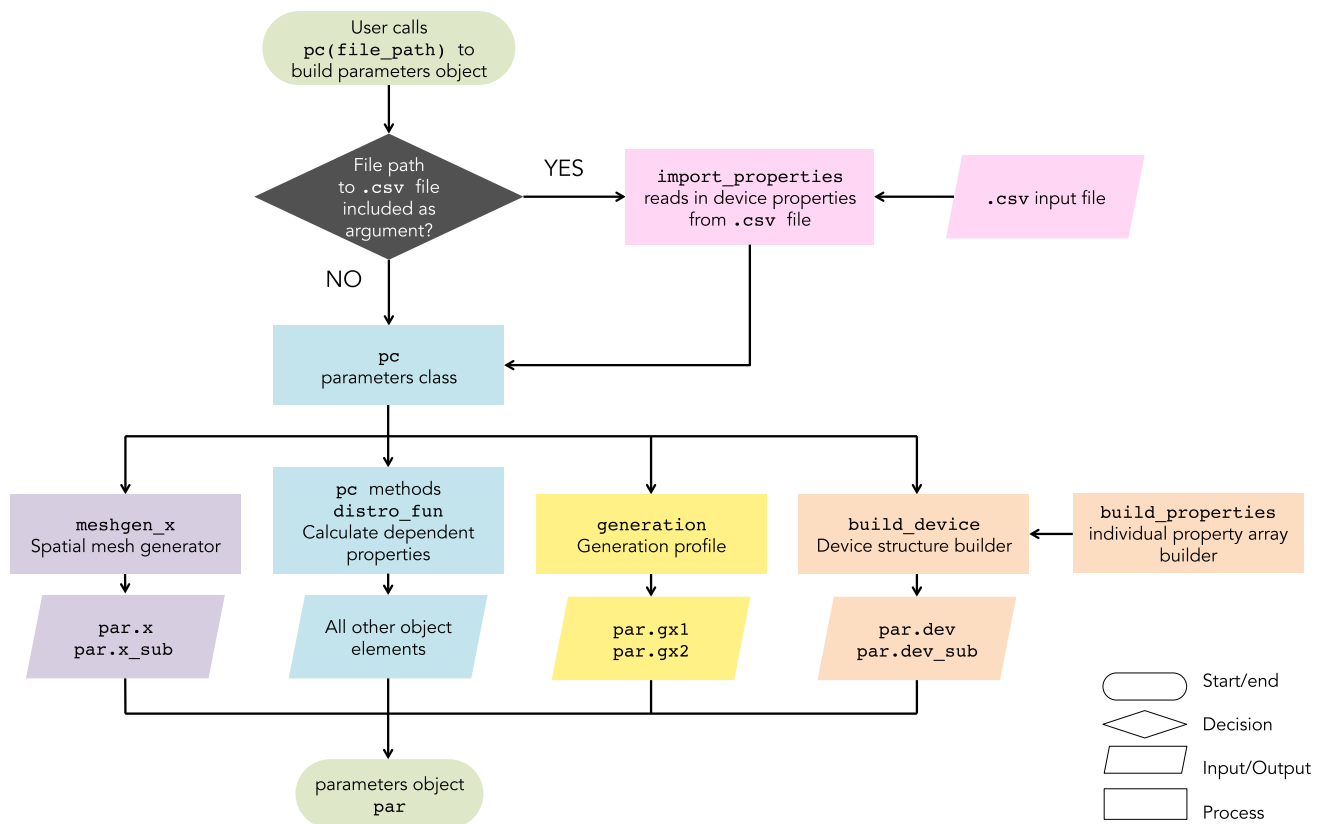 User calls
pc(file_path) to
build parameters object
File path
to .csv file
included as
argument?
YES
import_properties
reads in device properties
from .csv file
.csv input file
NO
pc
parameters class
meshgen_x
Spatial mesh generator
pc methods
distro_fun
Calculate dependent
properties
generation
Generation profile
build_device
Device structure builder
build_properties
individual property array
builder
par.x
par.x_sub
All other object
elements
par.gx1
par.gx2
par.dev
par.dev_sub
parameters object
par
Start/end
Decision
Input/Output
Process